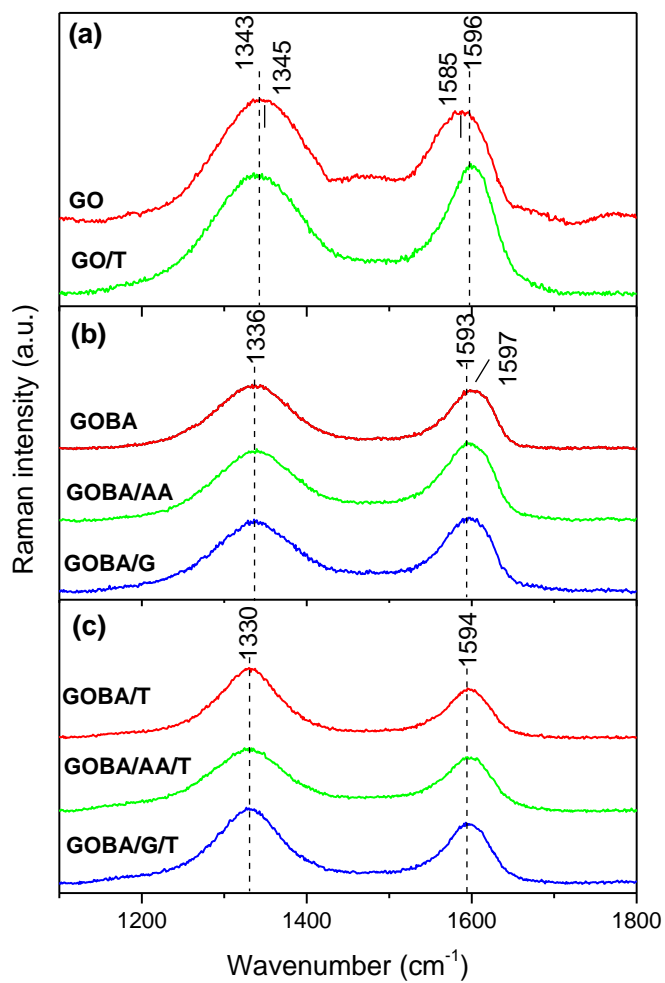 (a)
1343
1345
1585
1596
GO
GO/T
(b)
1336
1593
1597
GOBA
GOBA/AA
GOBA/G
(c)
1330
1594
GOBA/T
GOBA/AA/T
GOBA/G/T
Raman intensity (a.u.)
1200 1400 1600 1800
Wavenumber (cm⁻¹)